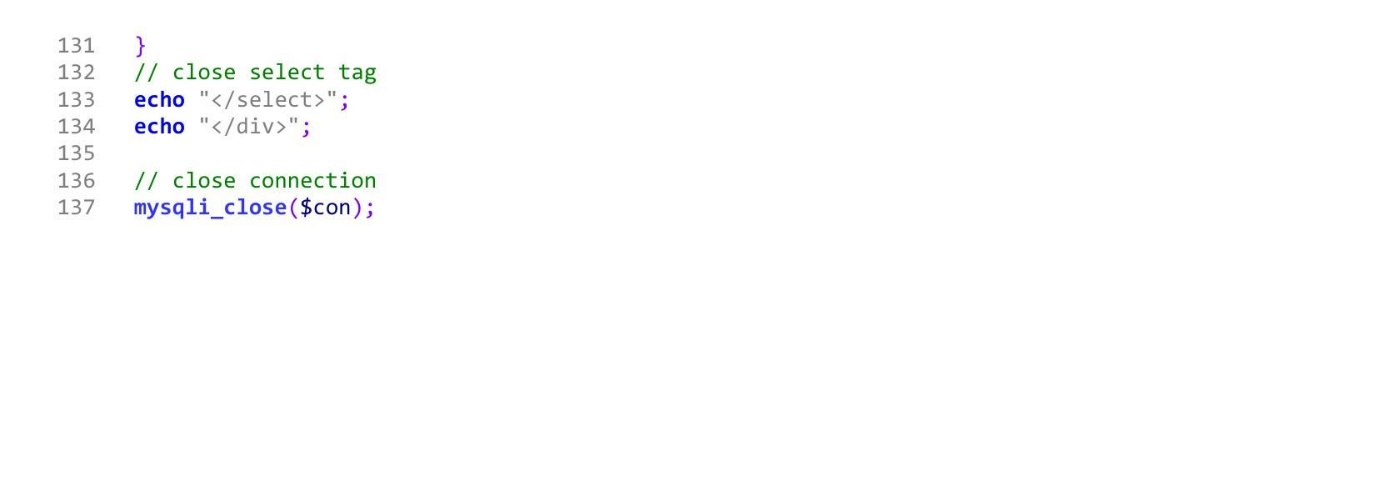 131 }
132 // close select tag
133 echo "</select>";
134 echo "</div>";
135
136 // close connection
137 mysqli_close($con);